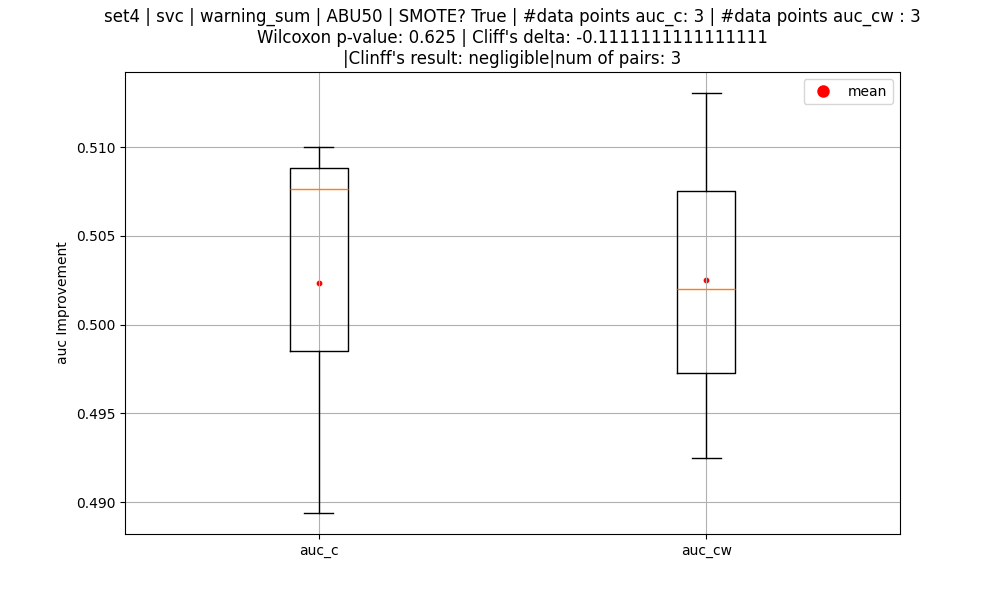 set4 | svc | warning_sum | ABU50 | SMOTE? True | #data points auc_c: 3 | #data points auc_cw : 3
Wilcoxon p-value: 0.625 | Cliff's delta: -0.1111111111111111
|Clinff's result: negligible|num of pairs: 3
mean
0.510
0.505
0.500
0.495
0.490
auc Improvement
auc_c
auc_cw